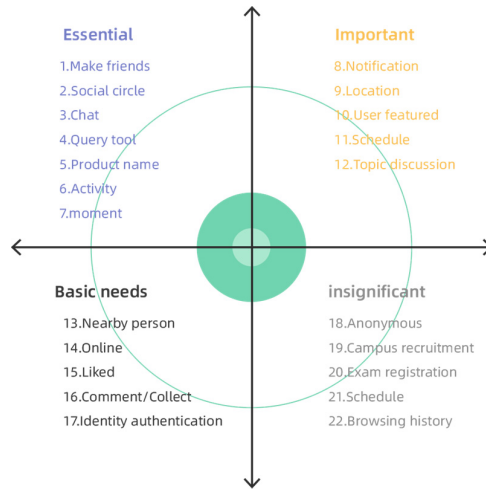 Essential
1.Make friends
2.Social circle
3.Chat
4.Query tool
5.Product name
6.Activity
7.moment
Important
8.Notification
9.Location
10.User featured
11.Schedule
12.Topic discussion
Basic needs
13.Nearby person
14.Online
15.Liked
16.Comment/Collect
17.Identity authentication
insignificant
18.Anonymous
19.Campus recruitment
20.Exam registration
21.Schedule
22.Browsing history